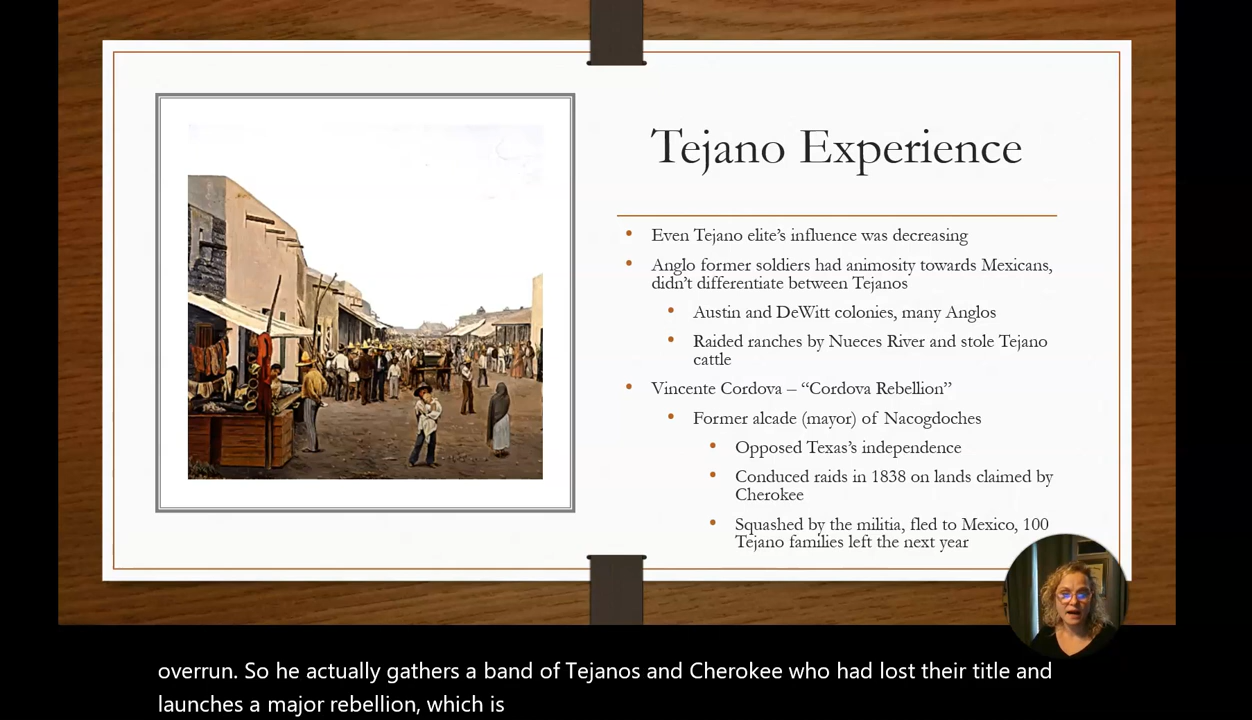 Tejano Experience
• Even Tejano elite's influence was decreasing
• Anglo former soldiers had animosity towards Mexicans,
didn't differentiate between Tejanos
• Austin and DeWitt colonies, many Anglos
• Raided ranches by Nueces River and stole Tejano
cattle
• Vincente Cordova – “Cordova Rebellion”
• Former alcade (mayor) of Nacogdoches
• Opposed Texas's independence
• Conducted raids in 1838 on lands claimed by
Cherokee
• Squashed by the militia, fled to Mexico, 100
Tejano families left the next year
overrun. So he actually gathers a band of Tejanos and Cherokee who had lost their title and
launches a major rebellion, which is